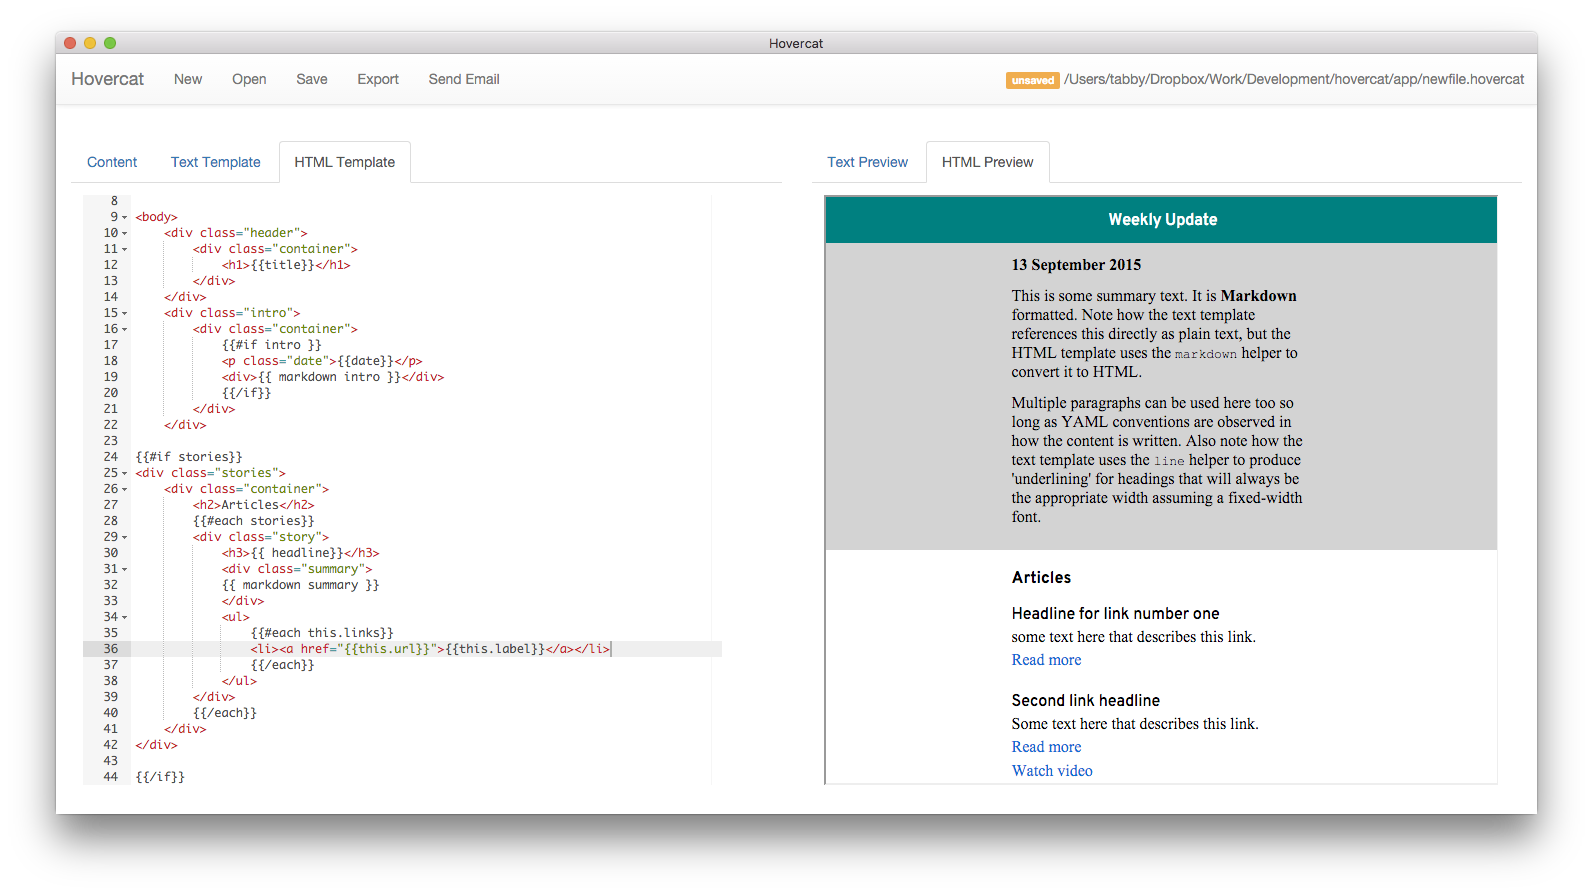 Hovercat
Hovercat New Open Save Export Send Email unsaved /Users/tabby/Dropbox/Work/Development/hovercat/app/newfile.hovercat
Content Text Template HTML Template
8
9 <body>
10 <div class="header">
11 <div class="container">
12 <h1>{{title}}</h1>
13 </div>
14 </div>
15 <div class="intro">
16 <div class="container">
17 {{#if intro }}
18 <p class="date">{{date}}</p>
19 <div>{{ markdown intro }}</div>
20 {{/if}}
21 </div>
22 </div>
23
24 {{#if stories}}
25 <div class="stories">
26 <div class="container">
27 <h2>Articles</h2>
28 {{#each stories}}
29 <div class="story">
30 <h3>{{ headline}}</h3>
31 <div class="summary">
32 {{ markdown summary }}
33 </div>
34 <ul>
35 {{#each this.links}}
36 <li><a href="{{this.url}}">{{this.label}}</a></li>
37 {{/each}}
38 </ul>
39 </div>
40 {{/each}}
41 </div>
42 </div>
43
44 {{/if}}
Text Preview HTML Preview
Weekly Update
13 September 2015
This is some summary text. It is Markdown
formatted. Note how the text template
references this directly as plain text, but the
HTML template uses the markdown helper to
convert it to HTML.
Multiple paragraphs can be used here too so
long as YAML conventions are observed in
how the content is written. Also note how the
text template uses the line helper to produce
'underlining' for headings that will always be
the appropriate width assuming a fixed-width
font.
Articles
Headline for link number one
some text here that describes this link.
Read more
Second link headline
Some text here that describes this link.
Read more
Watch video